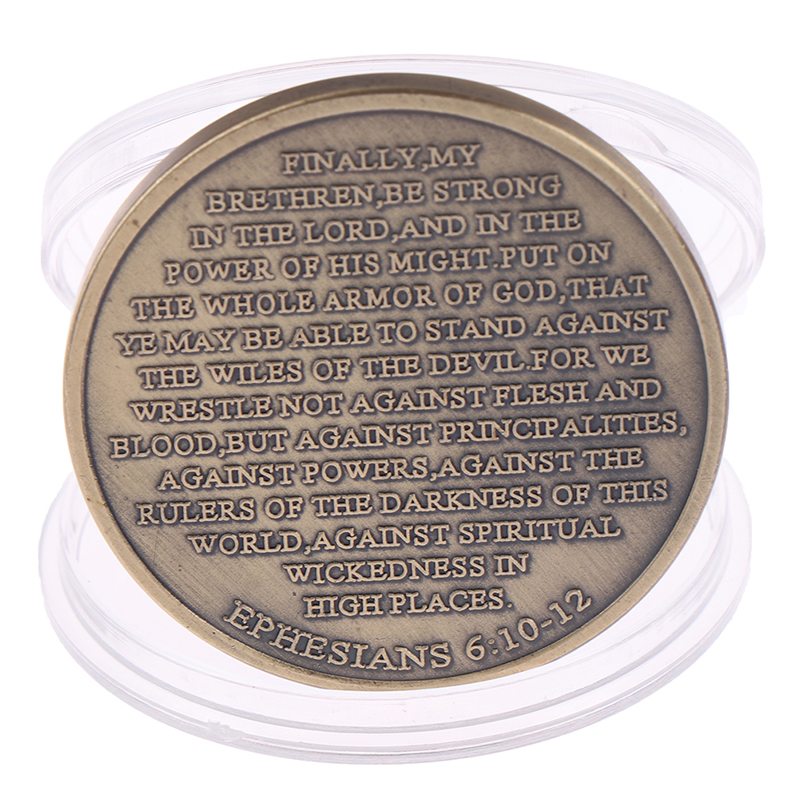 FINALLY,MY
BRETHREN,BE STRONG
IN THE LORD,AND IN THE
POWER OF HIS MIGHT.PUT ON
THE WHOLE ARMOR OF GOD,THAT
YE MAY BE ABLE TO STAND AGAINST
THE WILES OF THE DEVIL.FOR WE
WRESTLE NOT AGAINST FLESH AND
BLOOD,BUT AGAINST PRINCIPALITIES,
AGAINST POWERS,AGAINST THE
RULERS OF THE DARKNESS OF THIS
WORLD,AGAINST SPIRITUAL
WICKEDNESS IN
HIGH PLACES.
EPHESIANS 6:10-12